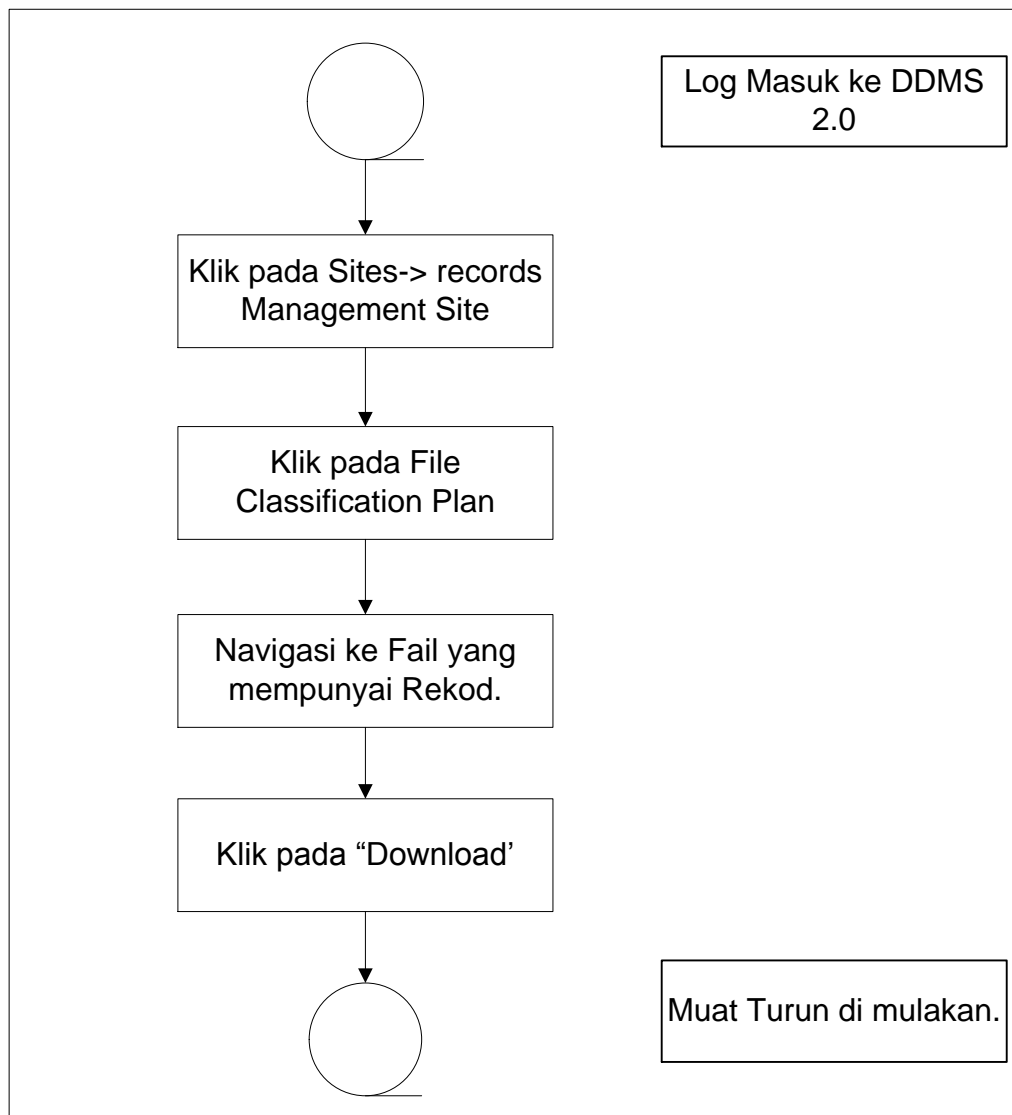 Log Masuk ke DDMS
2.0
Klik pada Sites-> records
Management Site
Klik pada File
Classification Plan
Navigasi ke Fail yang
mempunyai Rekod.
Klik pada “Download’
Muat Turun di mulakan.